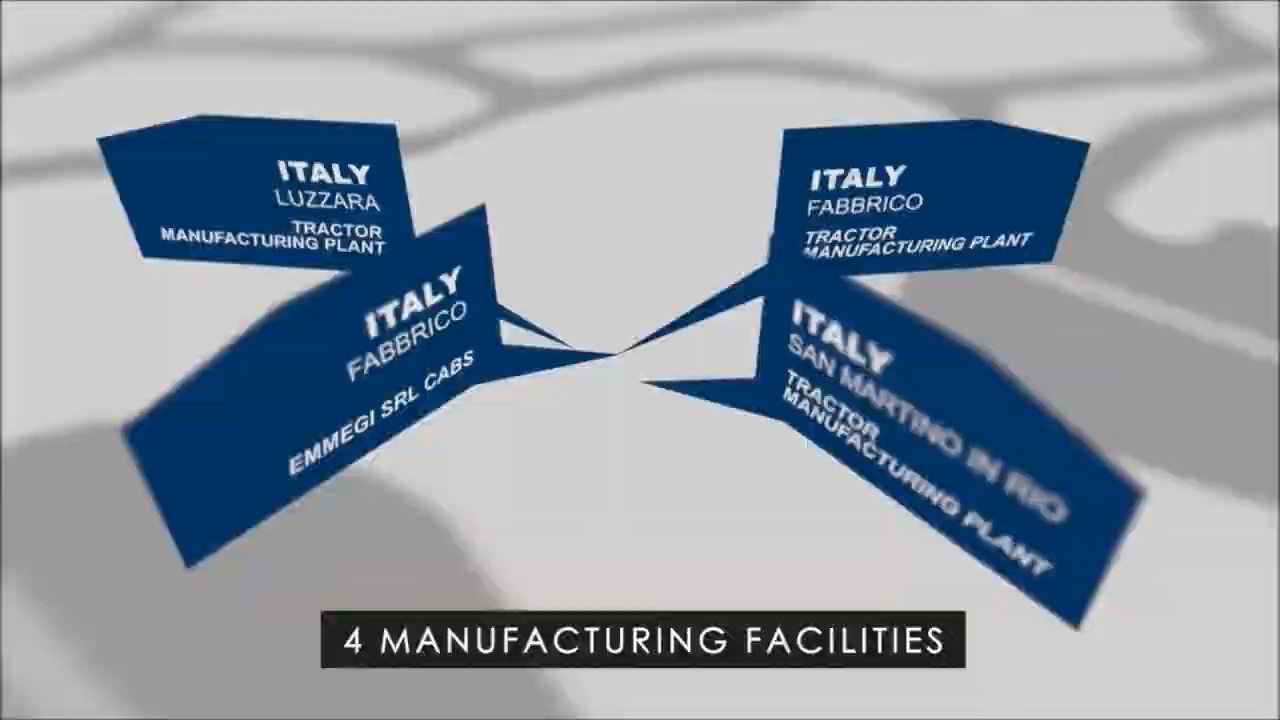 ITALY
LUZZARA
TRACTOR
MANUFACTURING PLANT
ITALY
FABBRICO
TRACTOR
MANUFACTURING PLANT
ITALY
FABBRICO
EMMEGI SRL CABS
ITALY
SAN MARTINO IN RIO
TRACTOR
MANUFACTURING PLANT
4 MANUFACTURING FACILITIES